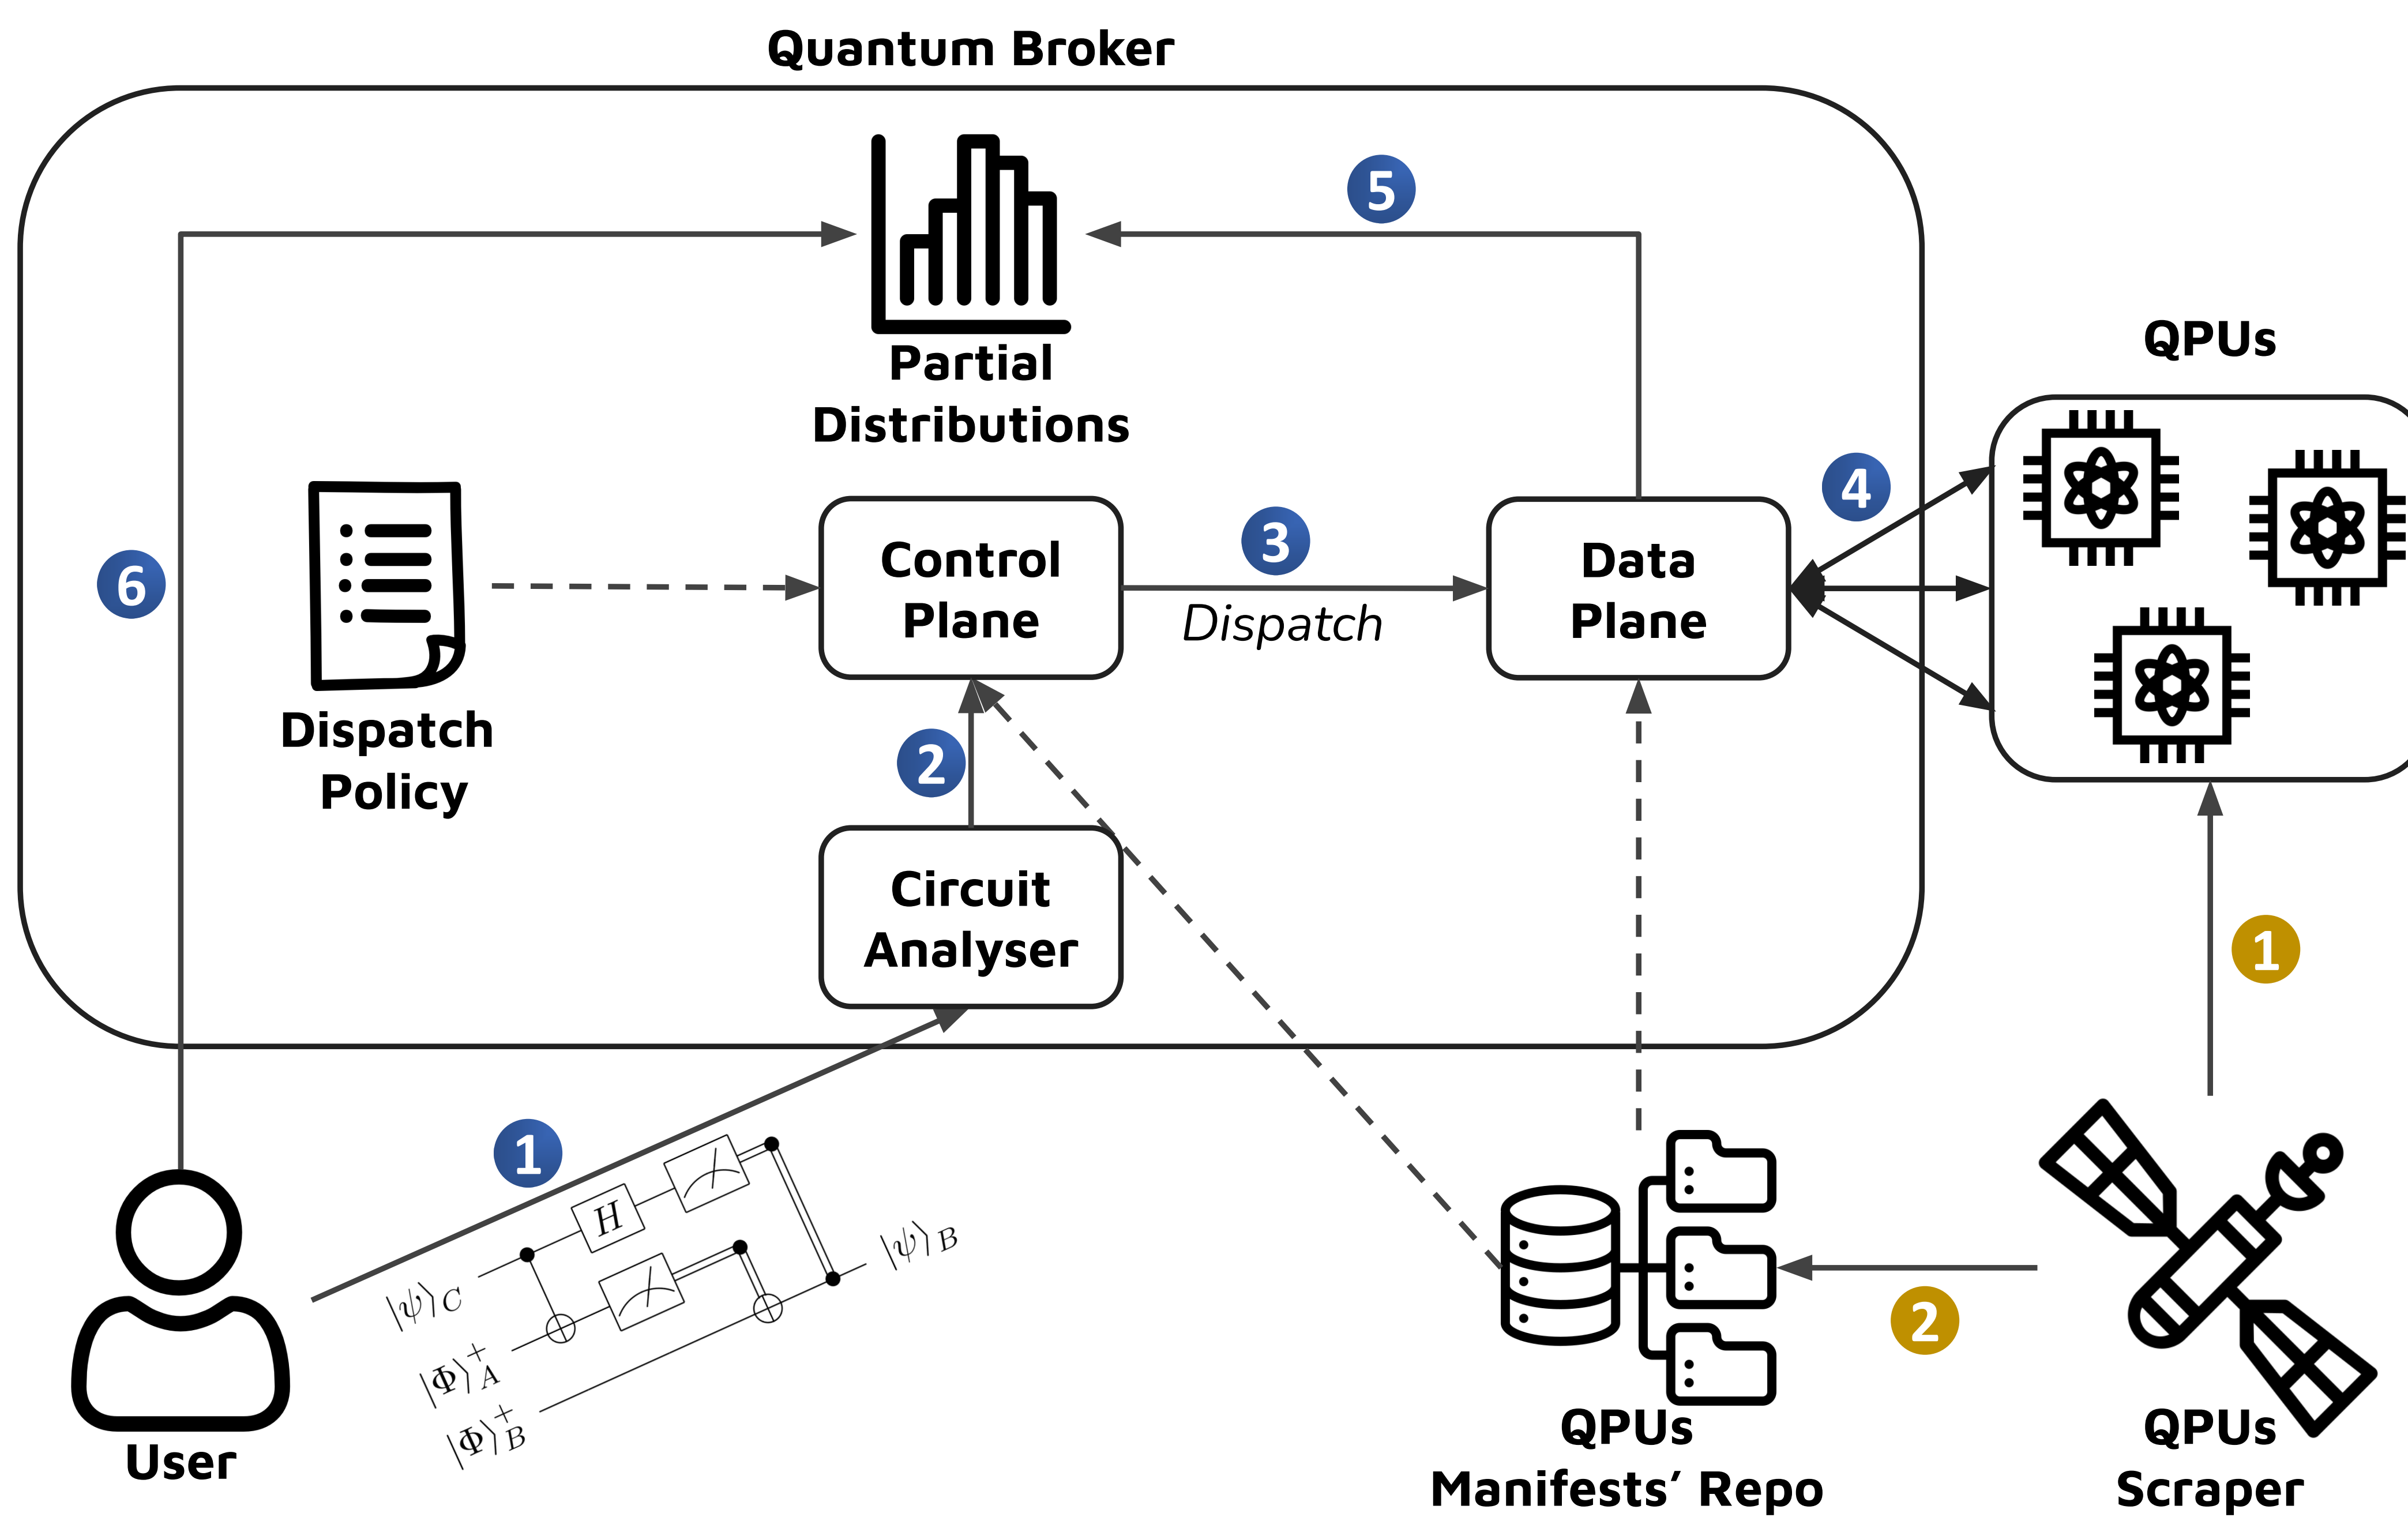 Quantum Broker
5
Partial
Distributions
QPUs
4
6
Control
Plane
3
Dispatch
Data
Plane
Dispatch
Policy
2
Circuit
Analyser
1
1
H
|ψ⟩C
|ψ⟩B
|Φ⟩+A
|Φ⟩+B
2
User
QPUs
Manifests’ Repo
QPUs
Scraper